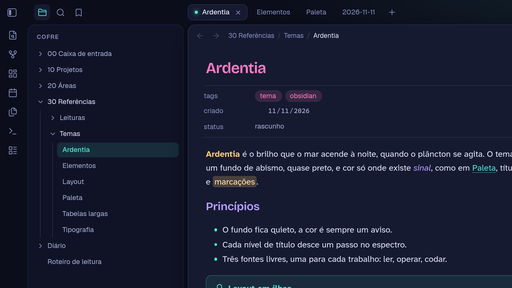 Ardentia
Elementos
Paleta
2026-11-11
COFRE
00 Caixa de entrada
10 Projetos
20 Áreas
30 Referências
Leituras
Temas
Ardentia
Elementos
Layout
Paleta
Tabelas largas
Tipografia
Diário
Roteiro de leitura
30 Referências / Temas / Ardentia
Ardentia
tags tema obsidian
criado 11/11/2026
status rascunho
Ardentia é o brilho que o mar acende à noite, quando o plâncton se agita. O tema
um fundo de abismo, quase preto, e cor só onde existe sinal, como em Paleta, títu
e marcações.
Princípios
O fundo fica quieto, a cor é sempre um aviso.
Cada nível de título desce um passo no espectro.
Três fontes livres, uma para cada trabalho: ler, operar, codar.